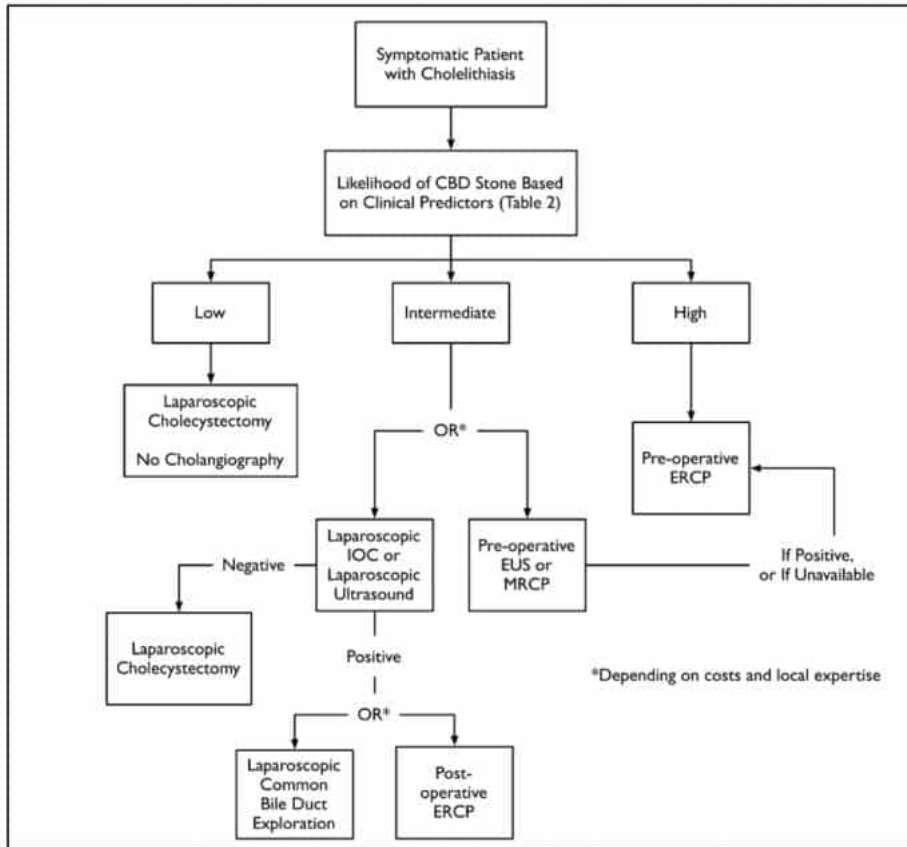 Symptomatic Patient
with Cholelithiasis
Likelihood of CBD Stone Based
on Clinical Predictors (Table 2)
Low
Intermediate
High
Laparoscopic
Cholecystectomy
No Cholangiography
OR*
Pre-operative
ERCP
Laparoscopic
IOC or
Laparoscopic
Ultrasound
Pre-operative
EUS or
MRCP
If Positive,
or If Unavailable
Negative
Laparoscopic
Cholecystectomy
Positive
*Depending on costs and local expertise
OR*
Laparoscopic
Common
Bile Duct
Exploration
Post-
operative
ERCP